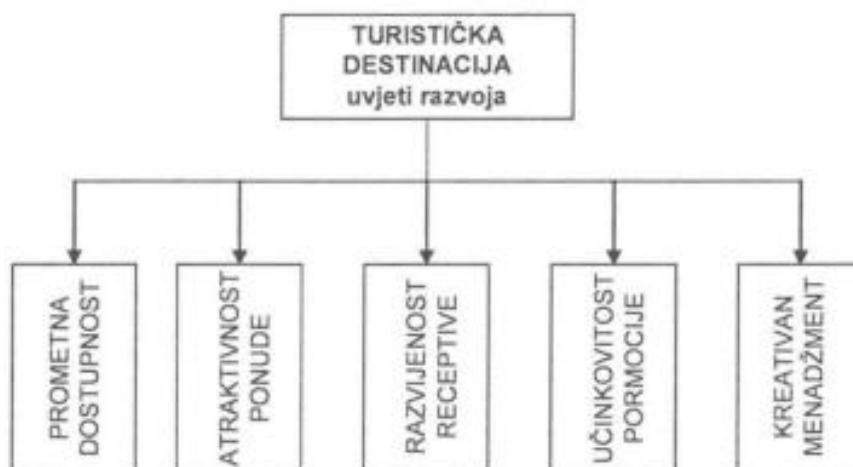 TURISTIČKA
DESTINACIJA
uvjeti razvoja
PROMETNA
DOSTUPNOST
ATRAKTIVNOST
PONUDE
RAZVIJENOST
RECEPTIVE
UČINKOVITOST
PORMOCIJE
KREATIVAN
MENADŽMENT